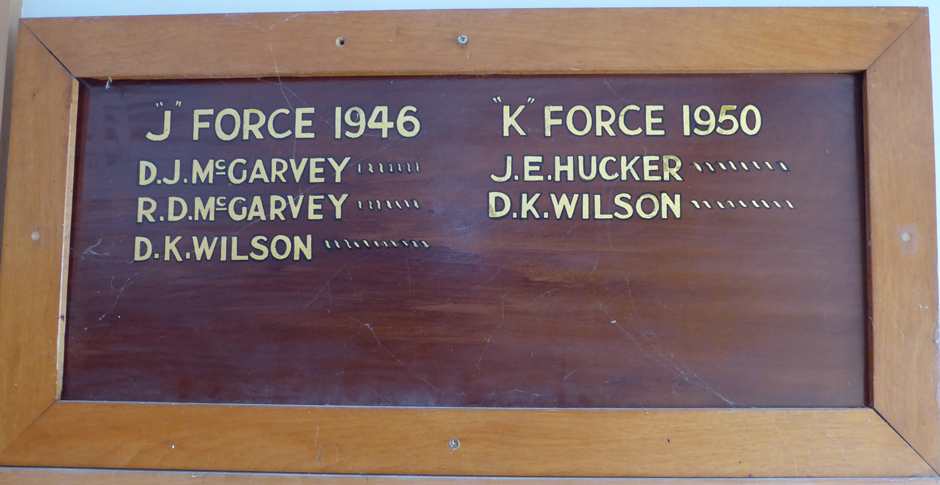 "J" FORCE 1946
D.J.McGARVEY
R.D.McGARVEY
D.K.WILSON
"K" FORCE 1950
J.E.HUCKER
D.K.WILSON